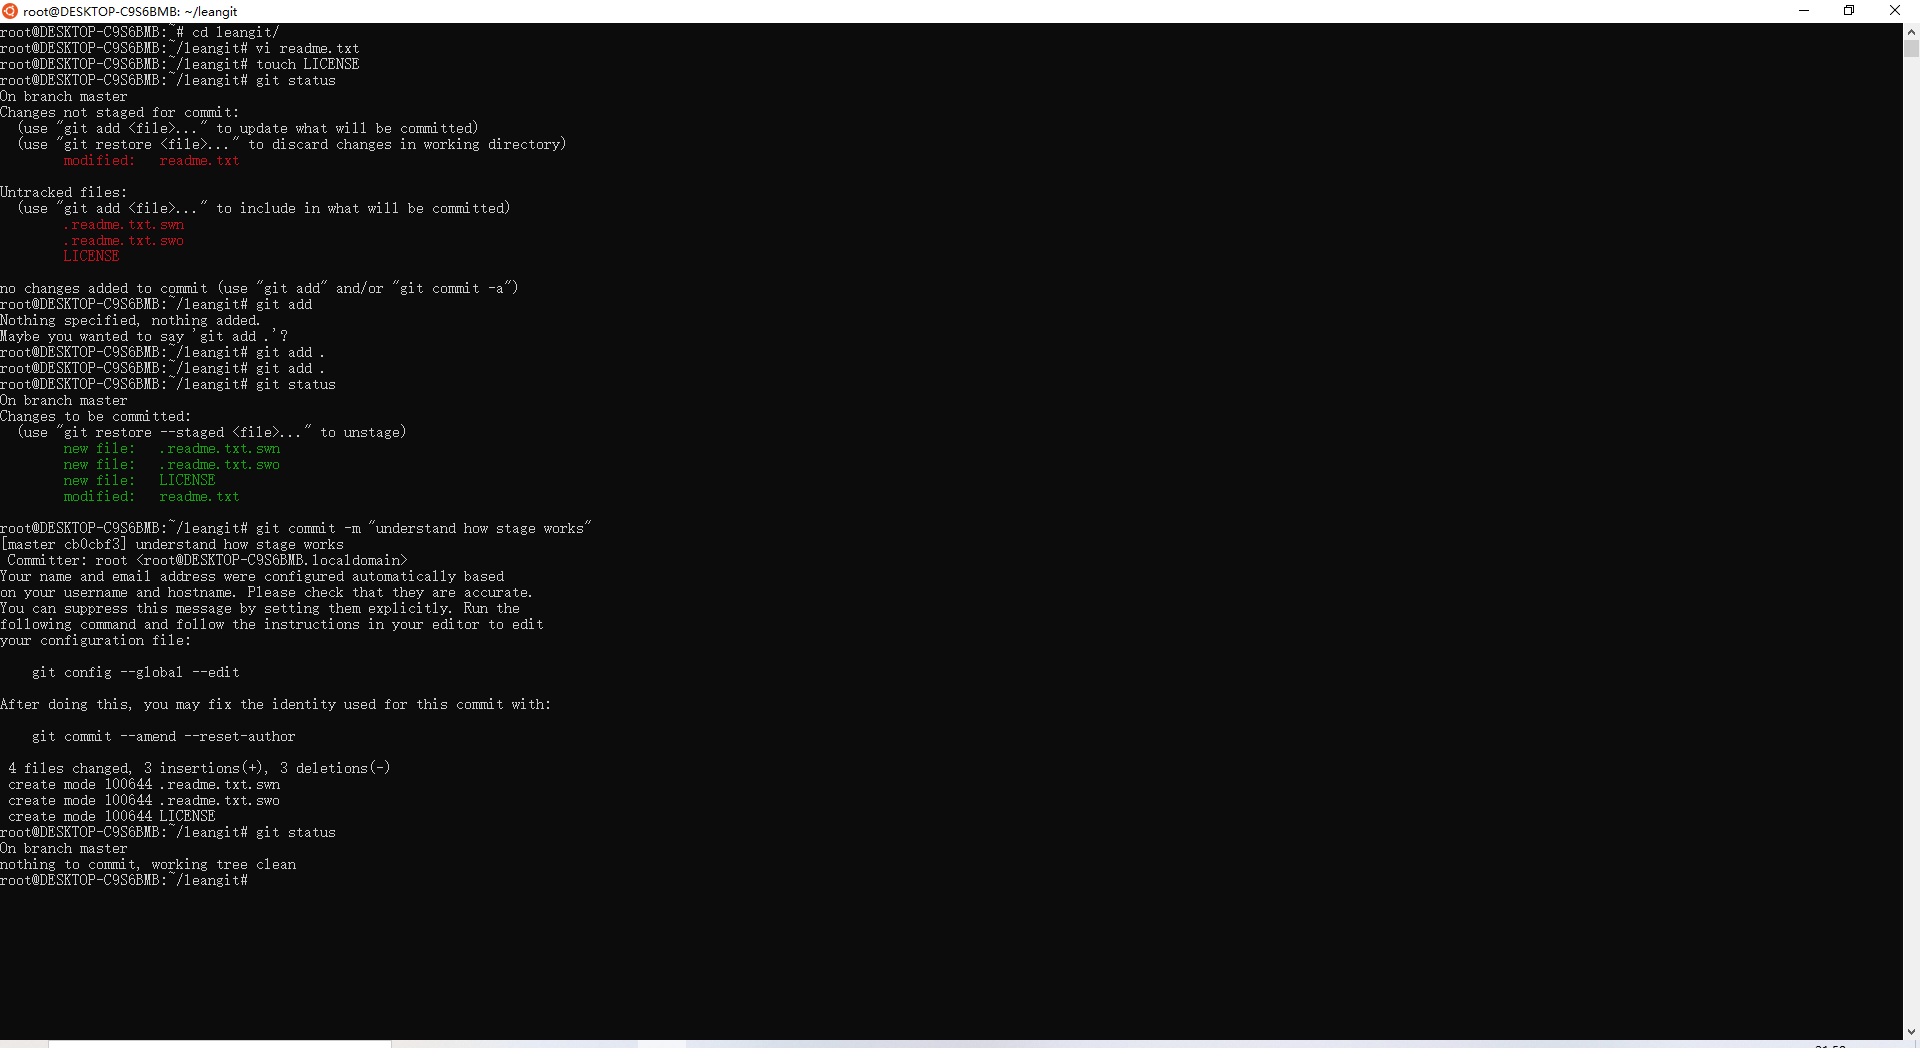 root@DESKTOP-C9S6BMB: ~/leangit
root@DESKTOP-C9S6BMB:~# cd leangit/
root@DESKTOP-C9S6BMB:~/leangit# vi readme.txt
root@DESKTOP-C9S6BMB:~/leangit# touch LICENSE
root@DESKTOP-C9S6BMB:~/leangit# git status
On branch master
Changes not staged for commit:
  (use "git add <file>..." to update what will be committed)
  (use "git restore <file>..." to discard changes in working directory)
        modified:   readme.txt

Untracked files:
  (use "git add <file>..." to include in what will be committed)
        .readme.txt.swn
        .readme.txt.swo
        LICENSE

no changes added to commit (use "git add" and/or "git commit -a")
root@DESKTOP-C9S6BMB:~/leangit# git add
Nothing specified, nothing added.
Maybe you wanted to say 'git add .'?
root@DESKTOP-C9S6BMB:~/leangit# git add .
root@DESKTOP-C9S6BMB:~/leangit# git add .
root@DESKTOP-C9S6BMB:~/leangit# git status
On branch master
Changes to be committed:
  (use "git restore --staged <file>..." to unstage)
        new file:   .readme.txt.swn
        new file:   .readme.txt.swo
        new file:   LICENSE
        modified:   readme.txt

root@DESKTOP-C9S6BMB:~/leangit# git commit -m "understand how stage works"
[master cb0cbf3] understand how stage works
 Committer: root <root@DESKTOP-C9S6BMB.localdomain>
Your name and email address were configured automatically based
on your username and hostname. Please check that they are accurate.
You can suppress this message by setting them explicitly. Run the
following command and follow the instructions in your editor to edit
your configuration file:

    git config --global --edit

After doing this, you may fix the identity used for this commit with:

    git commit --amend --reset-author

 4 files changed, 3 insertions(+), 3 deletions(-)
 create mode 100644 .readme.txt.swn
 create mode 100644 .readme.txt.swo
 create mode 100644 LICENSE
root@DESKTOP-C9S6BMB:~/leangit# git status
On branch master
nothing to commit, working tree clean
root@DESKTOP-C9S6BMB:~/leangit#